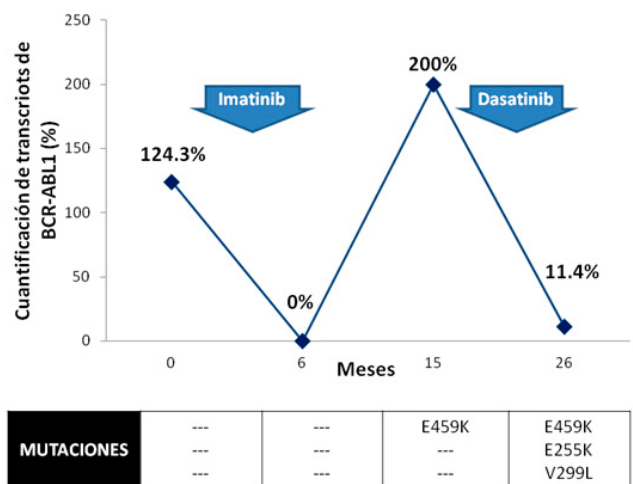 Cuantificación de transcriots de
BCR-ABL1 (%)
250
200
150
100
50
0
124.3%
Imatinib
0%
200%
Dasatinib
11.4%
0
6
15
26
Meses
MUTACIONES
--- --- E459K E459K
--- --- --- E255K
--- --- --- V299L